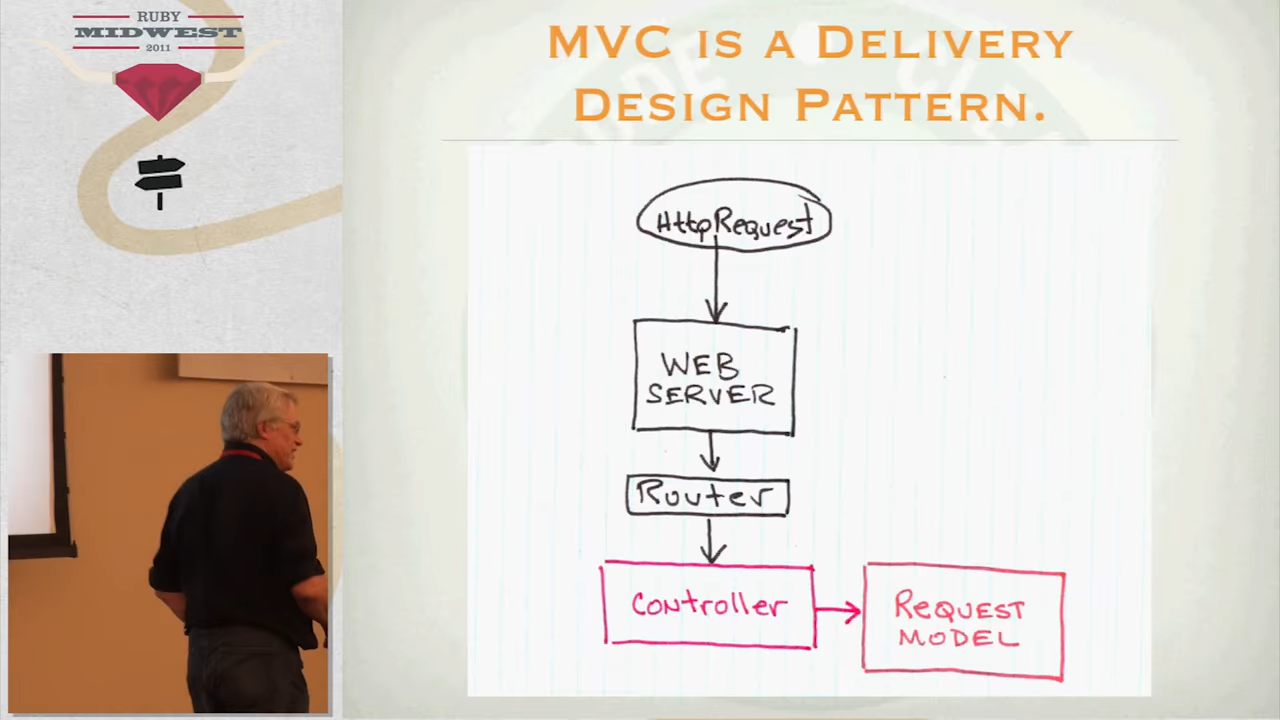 RUBY
MIDWEST
2011
MVC IS A DELIVERY
DESIGN PATTERN.
HttpRequest
WEB
SERVER
Router
Controller
REQUEST
MODEL